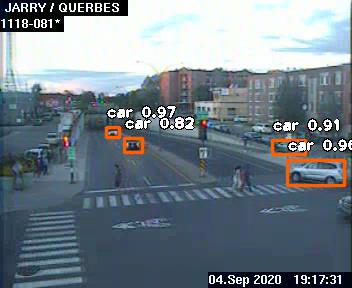 JARRY / QUERBES
1118-081*
car 0.97
car 0.82
car 0.91
car 0.96
04.Sep 2020 19:17:31